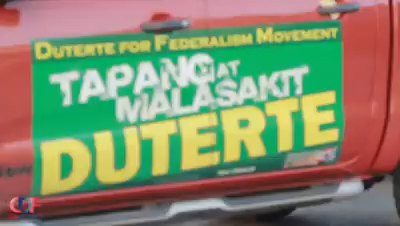 DUTERTE FOR FEDERALISM MOVEMENT
TAPANG AT
MALASAKIT
DUTERTE